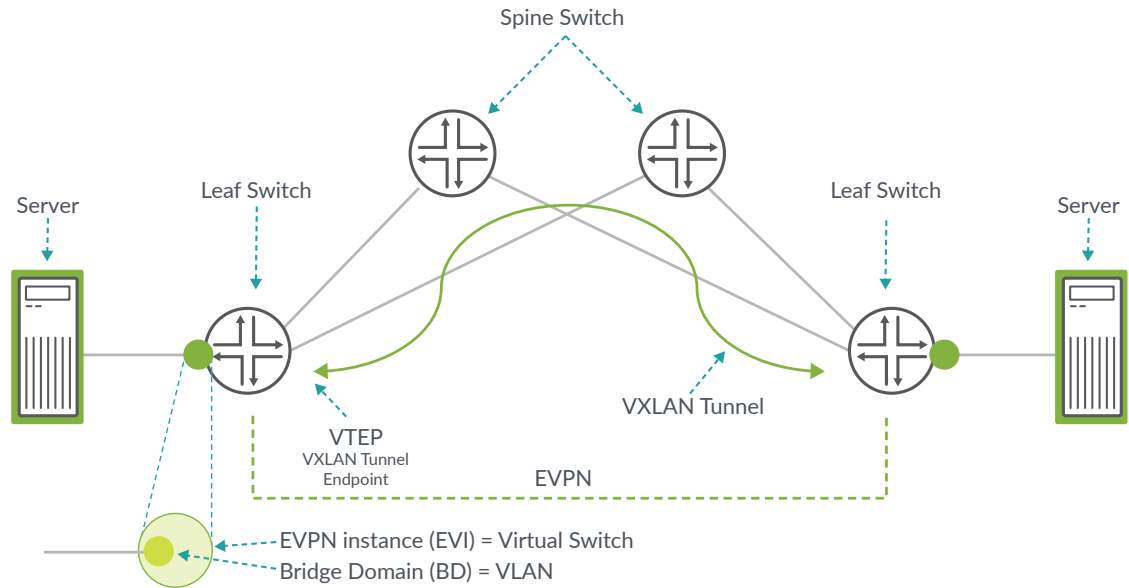 Spine Switch
Leaf Switch
Leaf Switch
Server
Server
VXLAN Tunnel
VTEP
VXLAN Tunnel
Endpoint
EVPN
EVPN instance (EVI) = Virtual Switch
Bridge Domain (BD) = VLAN